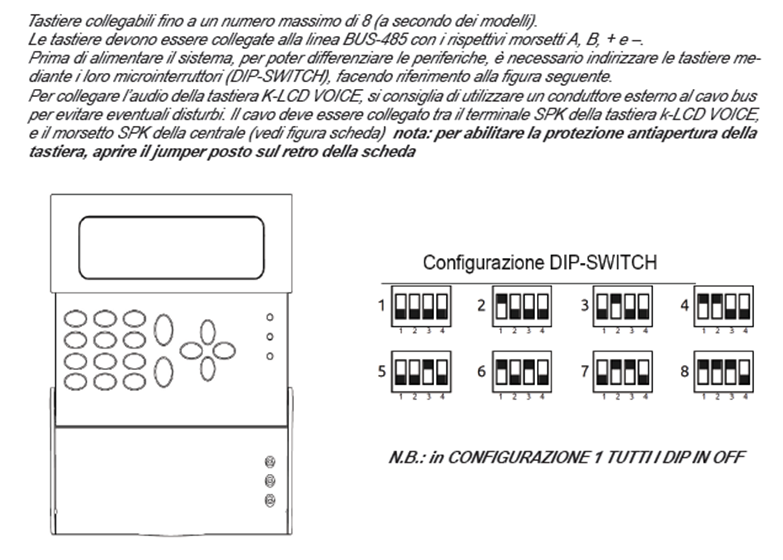 Tastiere collegabili fino a un numero massimo di 8 (a secondo dei modelli).
Le tastiere devono essere collegate alla linea BUS-485 con i rispettivi morsetti A, B, + e –.
Prima di alimentare il sistema, per poter differenziare le periferiche, è necessario indirizzare le tastiere me-
diante i loro microinterruttori (DIP-SWITCH), facendo riferimento alla figura seguente.
Per collegare l'audio della tastiera K-LCD VOICE, si consiglia di utilizzare un conduttore esterno al cavo bus
per evitare eventuali disturbi. Il cavo deve essere collegato tra il terminale SPK della tastiera k-LCD VOICE,
e il morsetto SPK della centrale (vedi figura scheda) nota: per abilitare la protezione antiapertura della
tastiera, aprire il jumper posto sul retro della scheda
Configurazione DIP-SWITCH
1 2 3 4
1 2 3 4 1 2 3 4 1 2 3 4 1 2 3 4
5 6 7 8
1 2 3 4 1 2 3 4 1 2 3 4 1 2 3 4
N.B.: in CONFIGURAZIONE 1 TUTTI I DIP IN OFF